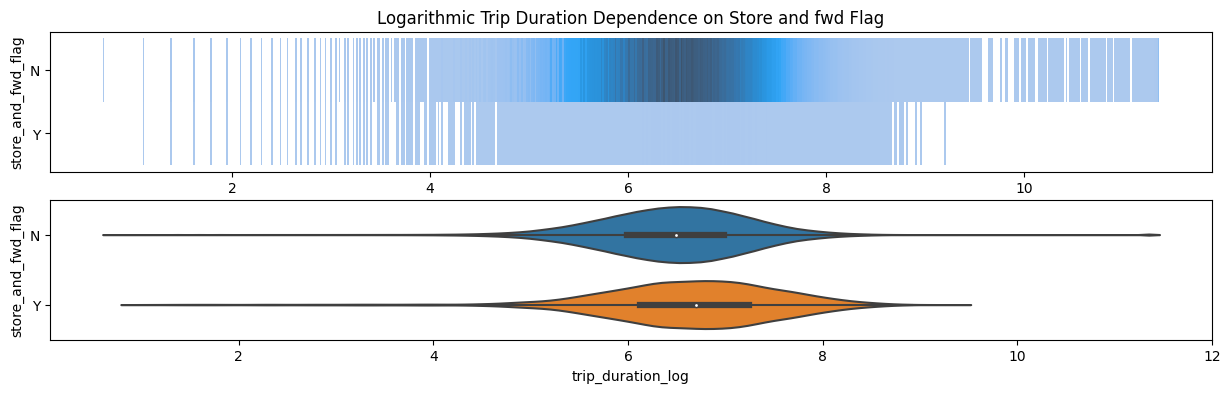 Logarithmic Trip Duration Dependence on Store and fwd Flag
store_and_fwd_flag
N
Y
2 4 6 8 10
store_and_fwd_flag
N
Y
2 4 6 8 10 12
trip_duration_log